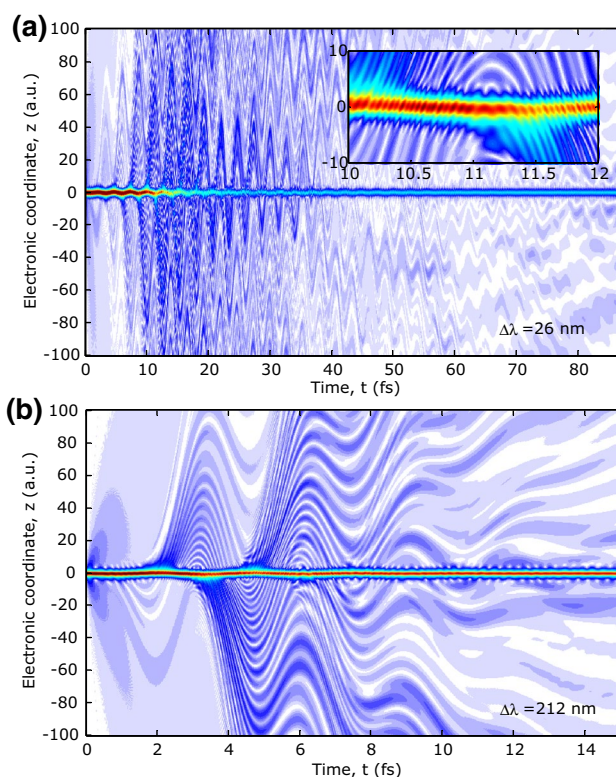 (a)
100
80
60
40
20
0
-20
-40
-60
-80
-100
Electronic coordinate, z (a.u.)
10
0
-10
10.0 10.5 11 11.5 12
Δλ =26 nm
0 10 20 30 40 50 60 70 80
Time, t (fs)
(b)
100
80
60
40
20
0
-20
-40
-60
-80
-100
Electronic coordinate, z (a.u.)
Δλ =212 nm
0 2 4 6 8 10 12 14
Time, t (fs)